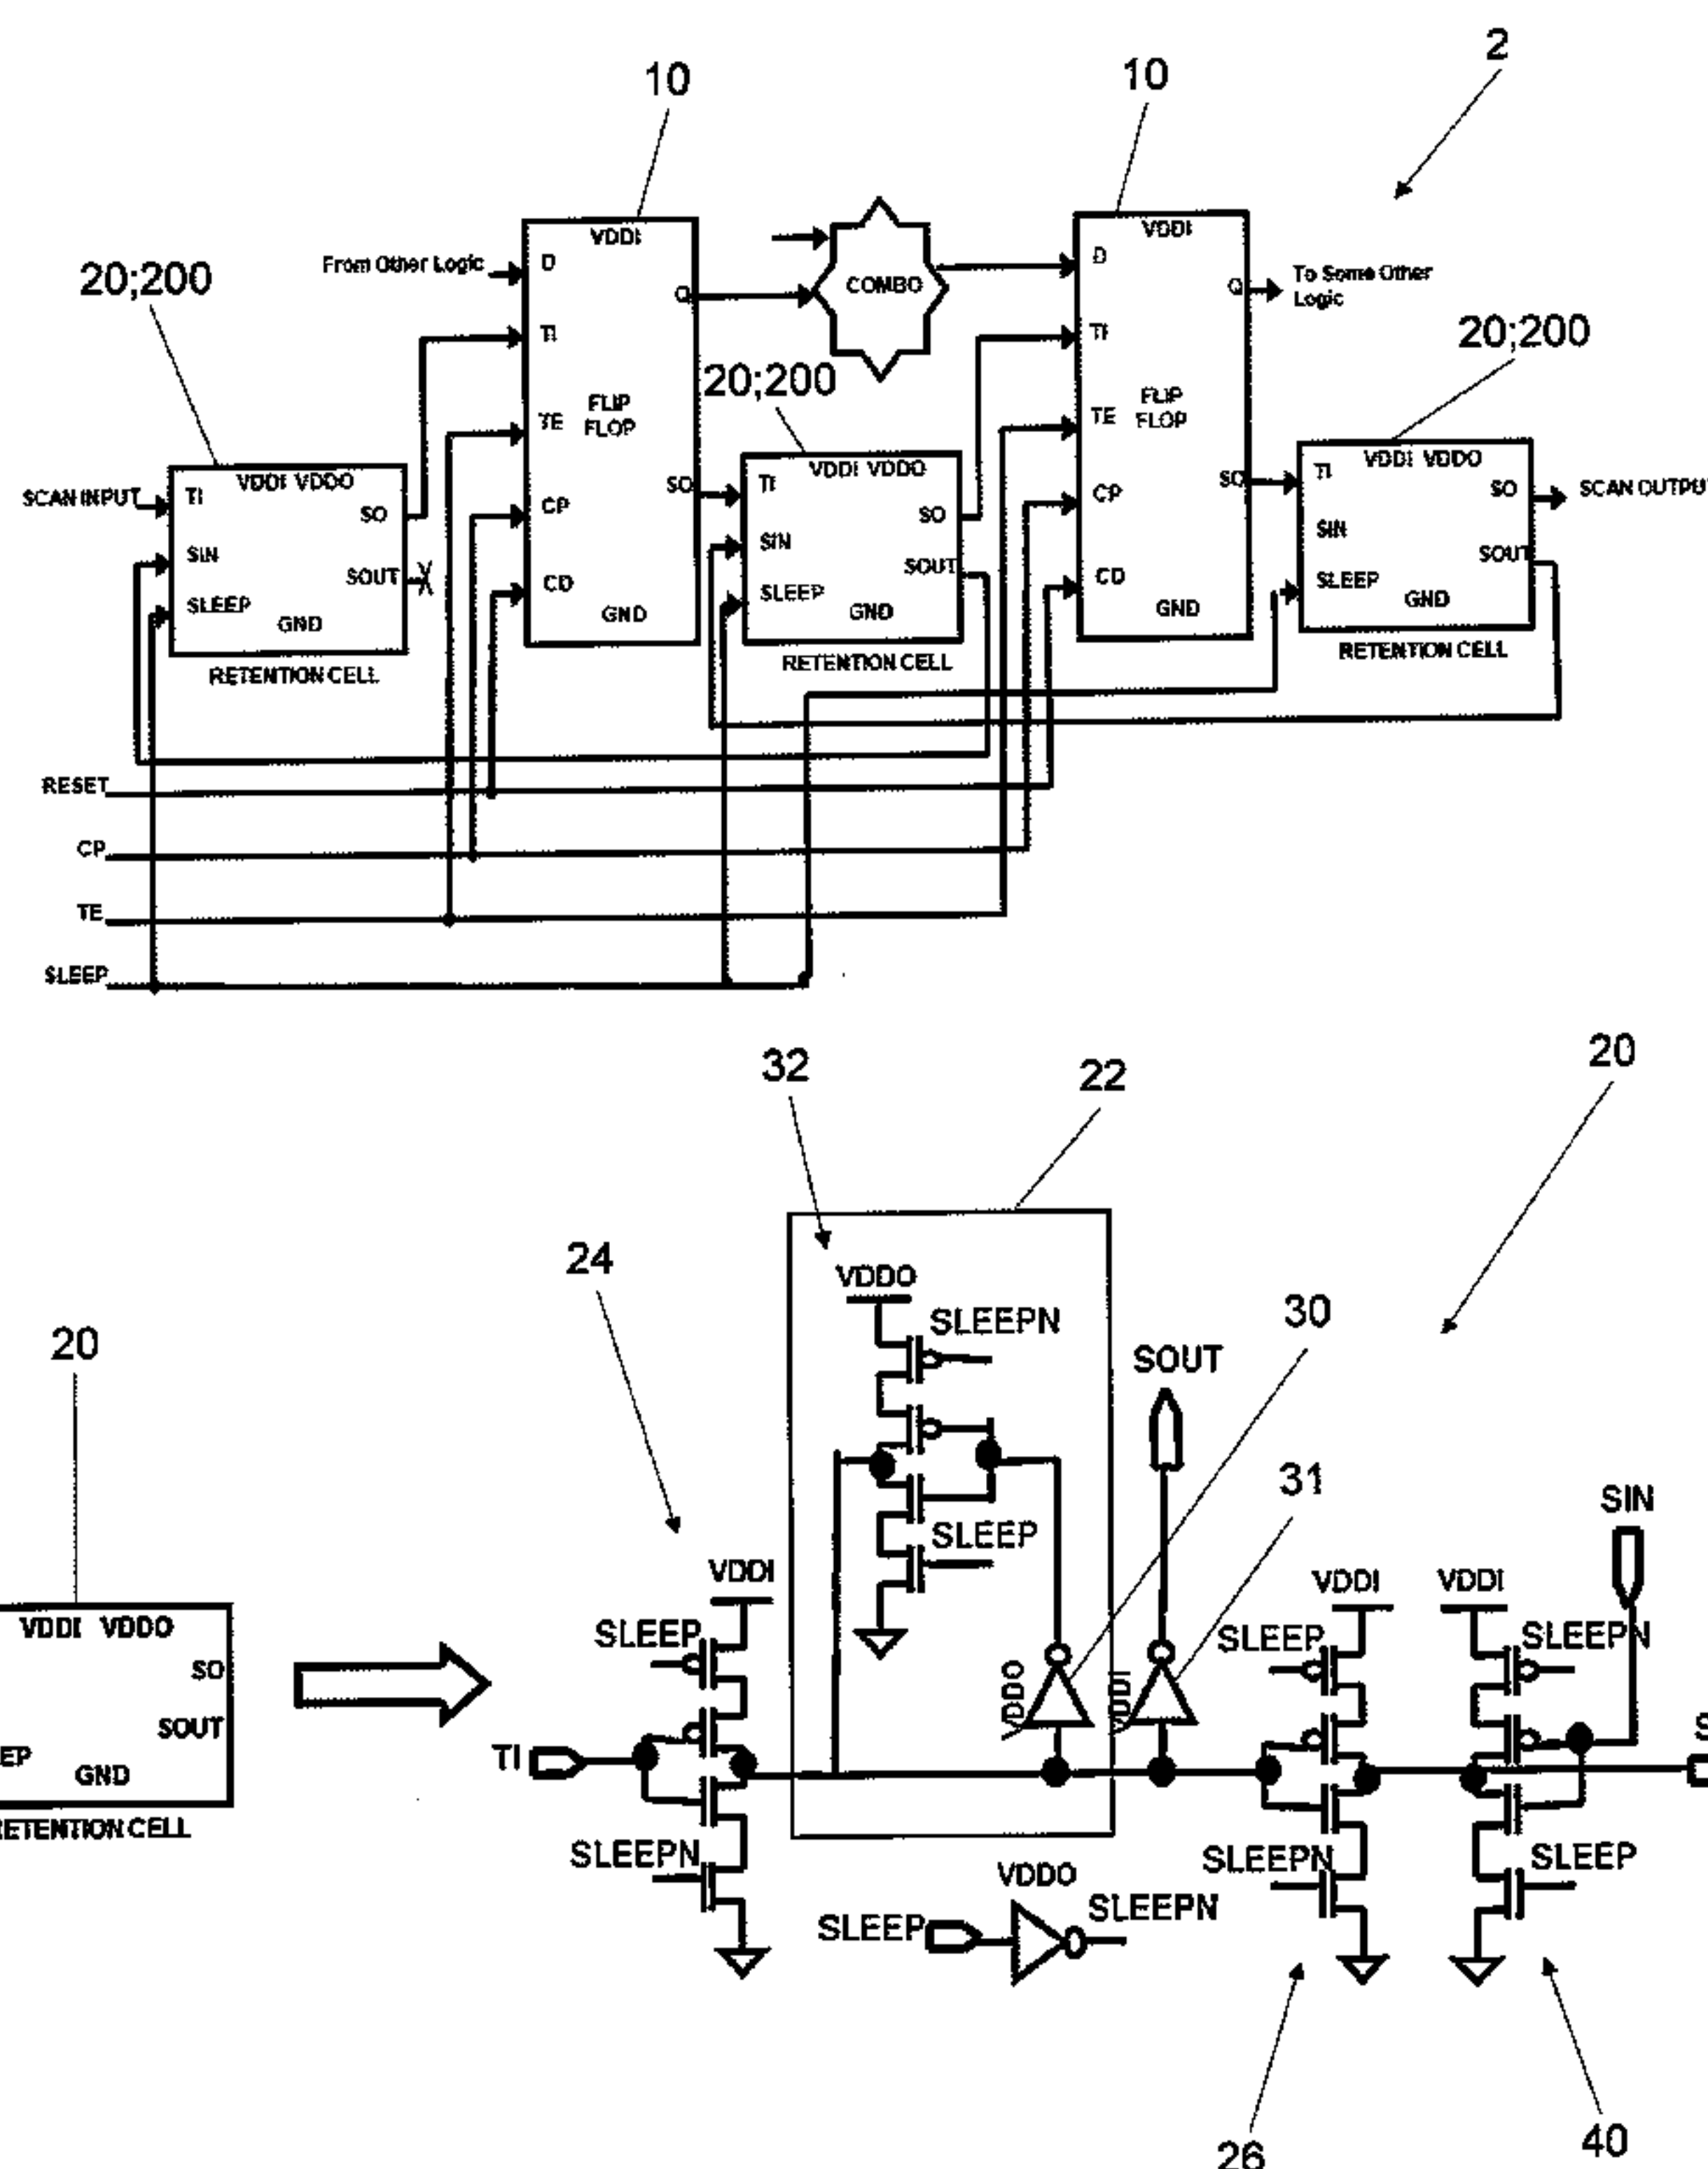 2
10
10
20;200
From Other Logic
VDDI
D
Q
TI
FLIP
FLOP
TE
SO
CP
CD
GND
COMBO
VDDI
D
Q
TI
FLIP
FLOP
TE
SO
CP
CD
GND
To Some Other
Logic
20;200
20;200
SCAN INPUT
TI
VDDI VDDO
SO
SIN
SOUT
SLEEP
GND
RETENTION CELL
TI
VDDI VDDO
SO
SIN
SOUT
SLEEP
GND
RETENTION CELL
TI
VDDI VDDO
SO
SIN
SOUT
SLEEP
GND
RETENTION CELL
SCAN OUTPUT
RESET
CP
TE
SLEEP
32
22
20
24
VDDO
SLEEPN
30
SOUT
20
31
SLEEP
SIN
VDDI
VDDI
VDDI
VDDI VDDO
SO
SOUT
EP
GND
RETENTION CELL
SLEEP
TI
SLEEPN
VDDO
VDDI
SLEEP
SLEEPN
S
SLEEPN
SLEEP
VDDO
SLEEP
SLEEPN
26
40